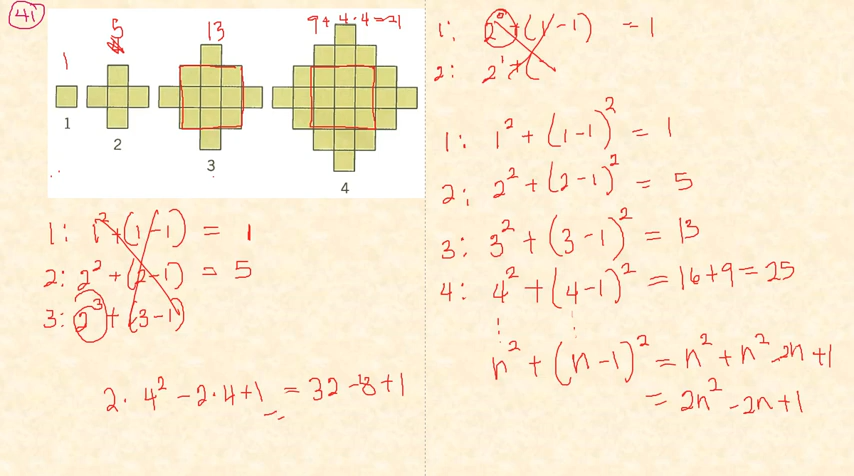 41
1
5
13
9+4·4=21
1
2
3
4
1: 1² + (1-1) = 1
2: 2² + (2-1) = 5
3: 2³ + (3-1)
2·4² - 2·4+1 = 32-8+1
1: 2⁰ + (1-1) = 1
2: 2¹ + (
1: 1² + (1-1)² = 1
2: 2² + (2-1)² = 5
3: 3² + (3-1)² = 13
4: 4² + (4-1)² = 16+9 = 25
n² + (n-1)² = n² + n² - 2n + 1
= 2n² - 2n + 1